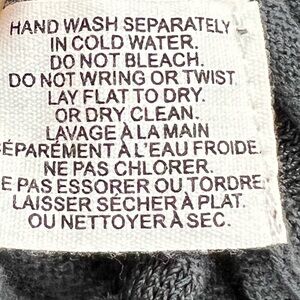 HAND WASH SEPARATELY
IN COLD WATER.
DO NOT BLEACH.
DO NOT WRING OR TWIST
LAY FLAT TO DRY.
OR DRY CLEAN.
LAVAGE À LA MAIN
ÉPARÉMENT À L'EAU FROIDE.
NE PAS CHLORER.
E PAS ESSORER OU TORDRE
LAISSER SÉCHER À PLAT.
OU NETTOYER À SEC.